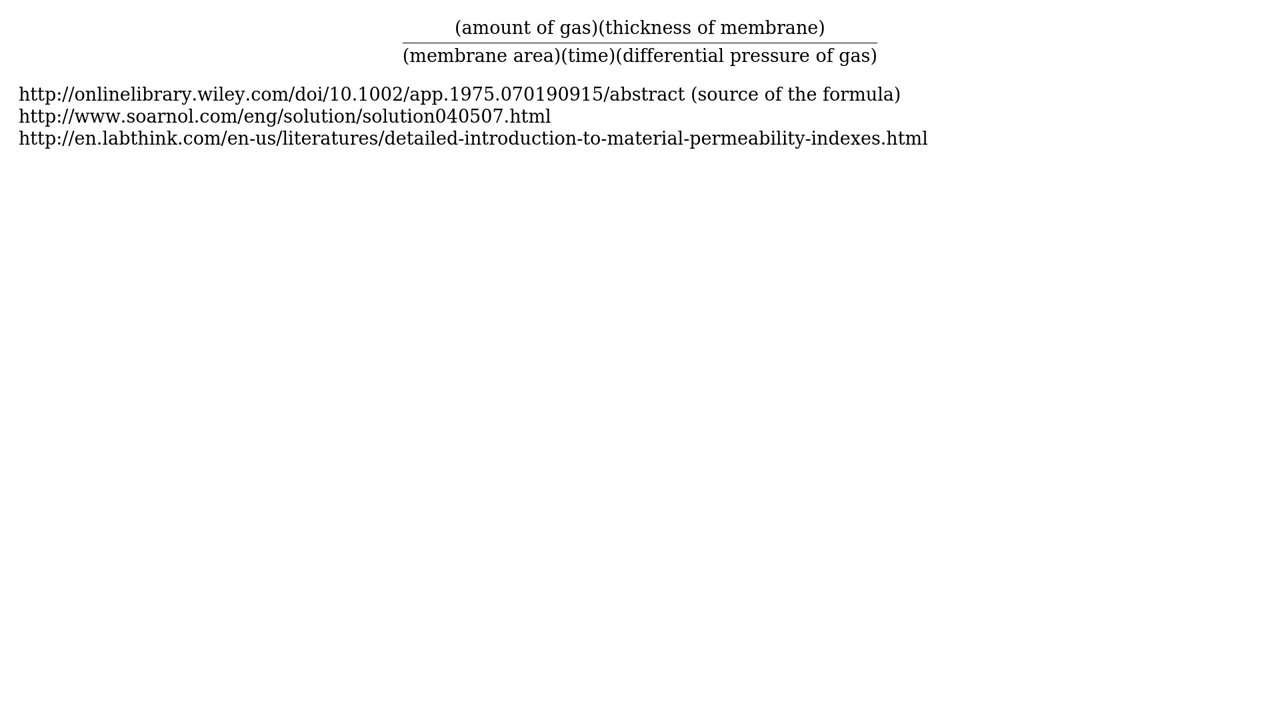 (amount of gas)(thickness of membrane)
(membrane area)(time)(differential pressure of gas)
http://onlinelibrary.wiley.com/doi/10.1002/app.1975.070190915/abstract (source of the formula)
http://www.soarnol.com/eng/solution/solution040507.html
http://en.labthink.com/en-us/literatures/detailed-introduction-to-material-permeability-indexes.html